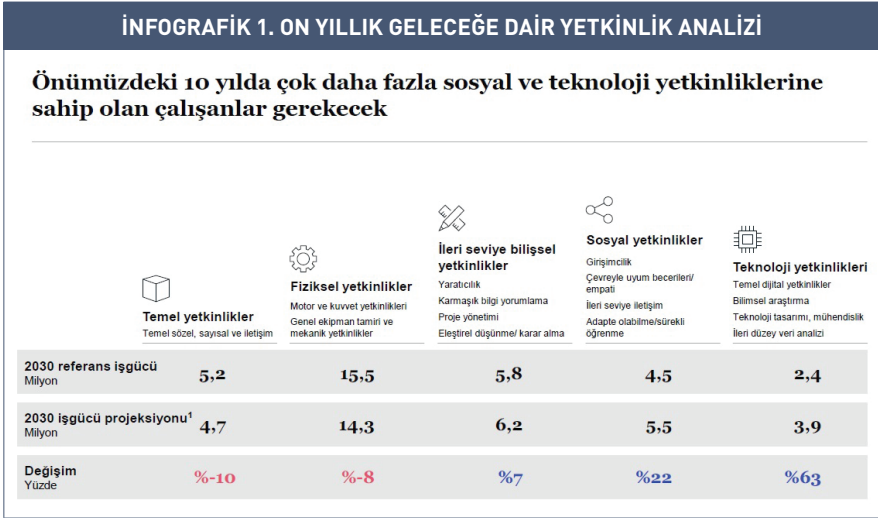 İNFOGRAFİK 1. ON YILLIK GELECEĞE DAİR YETKİNLİK ANALİZİ
Önümüzdeki 10 yılda çok daha fazla sosyal ve teknoloji yetkinliklerine
sahip olan çalışanlar gerekecek
Temel yetkinlikler
Temel sözel, sayısal ve iletişim
Fiziksel yetkinlikler
Motor ve kuvvet yetkinlikleri
Genel ekipman tamiri ve
mekanik yetkinlikler
İleri seviye bilişsel
yetkinlikler
Yaratıcılık
Karmaşık bilgi yorumlama
Proje yönetimi
Eleştirel düşünme/ karar alma
Sosyal yetkinlikler
Girişimcilik
Çevreyle uyum becerileri/
empati
İleri seviye iletişim
Adapte olabilme/sürekli
öğrenme
Teknoloji yetkinlikleri
Temel dijital yetkinlikler
Bilimsel araştırma
Teknoloji tasarımı, mühendislik
İleri düzey veri analizi
2030 referans işgücü
Milyon
5,2 15,5 5,8 4,5 2,4
2030 işgücü projeksiyonu¹
Milyon
4,7 14,3 6,2 5,5 3,9
Değişim
Yüzde
%-10 %-8 %7 %22 %63